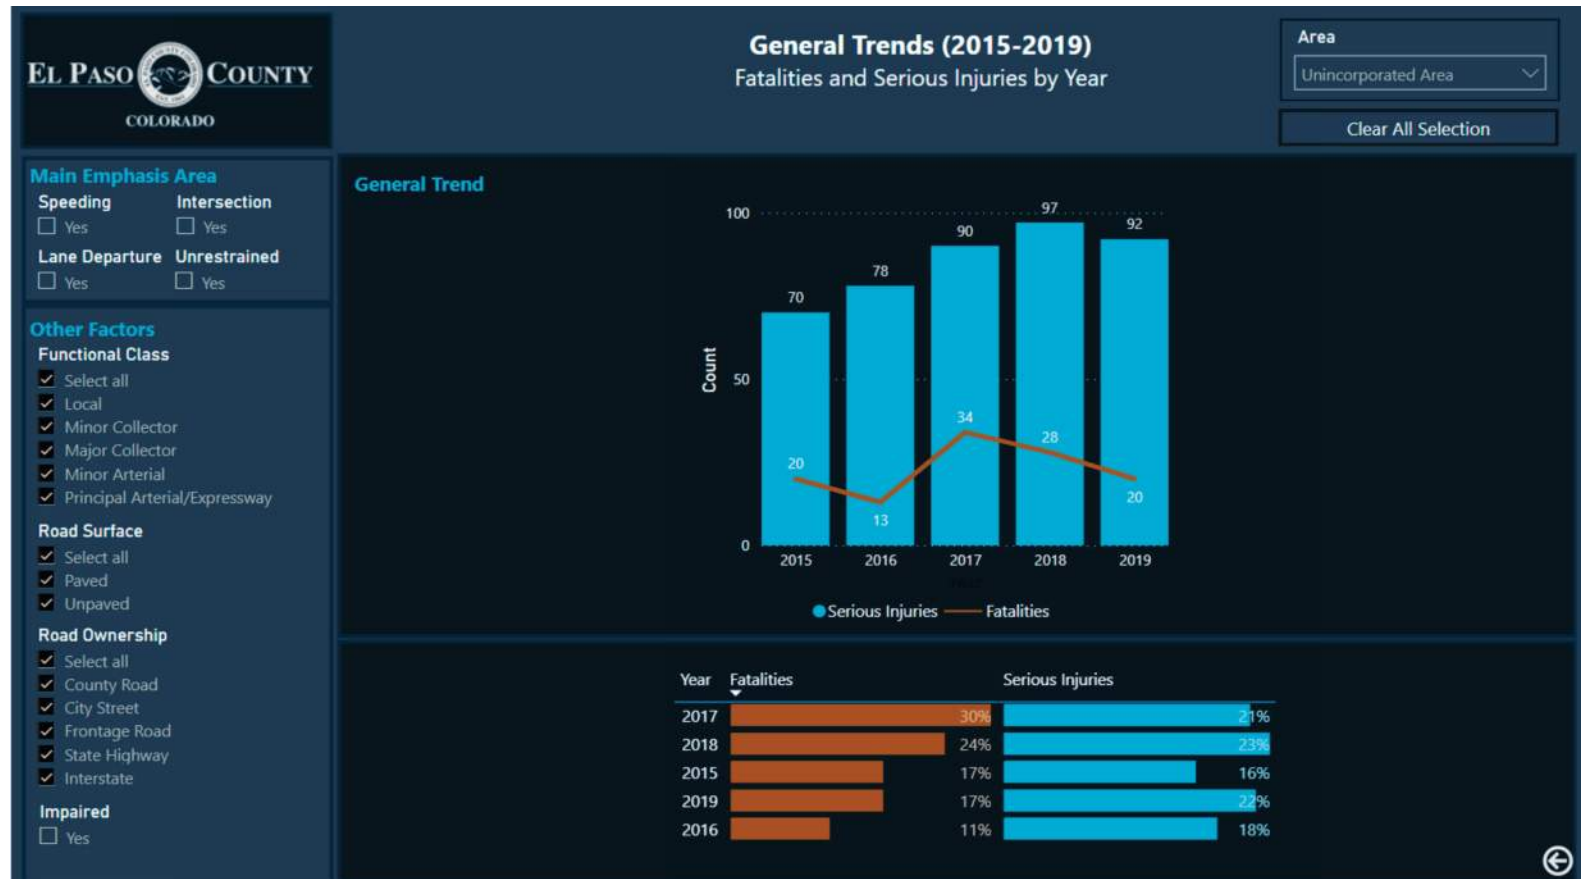 EL PASO COUNTY
COLORADO
General Trends (2015-2019)
Fatalities and Serious Injuries by Year
Area
Unincorporated Area
Clear All Selection
Main Emphasis Area
Speeding Intersection
Yes Yes
Lane Departure Unrestrained
Yes Yes
Other Factors
Functional Class
Select all
Local
Minor Collector
Major Collector
Minor Arterial
Principal Arterial/Expressway
Road Surface
Select all
Paved
Unpaved
Road Ownership
Select all
County Road
City Street
Frontage Road
State Highway
Interstate
Impaired
Yes
General Trend
Count
100
50
0
70 78 90 97 92
20 13 34 28 20
2015 2016 2017 2018 2019
Serious Injuries Fatalities
Year Fatalities Serious Injuries
2017 30% 21%
2018 24% 23%
2015 17% 16%
2019 17% 22%
2016 11% 18%